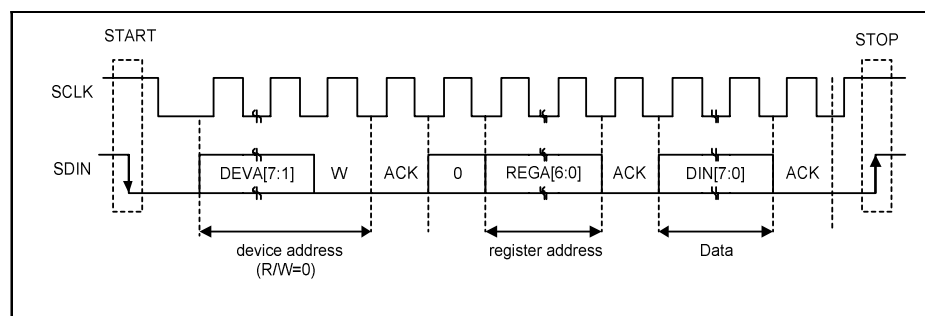 START
STOP
SCLK
SDIN
DEVA[7:1]
W
ACK
0
REGA[6:0]
ACK
DIN[7:0]
ACK
device address
(R/W=0)
register address
Data